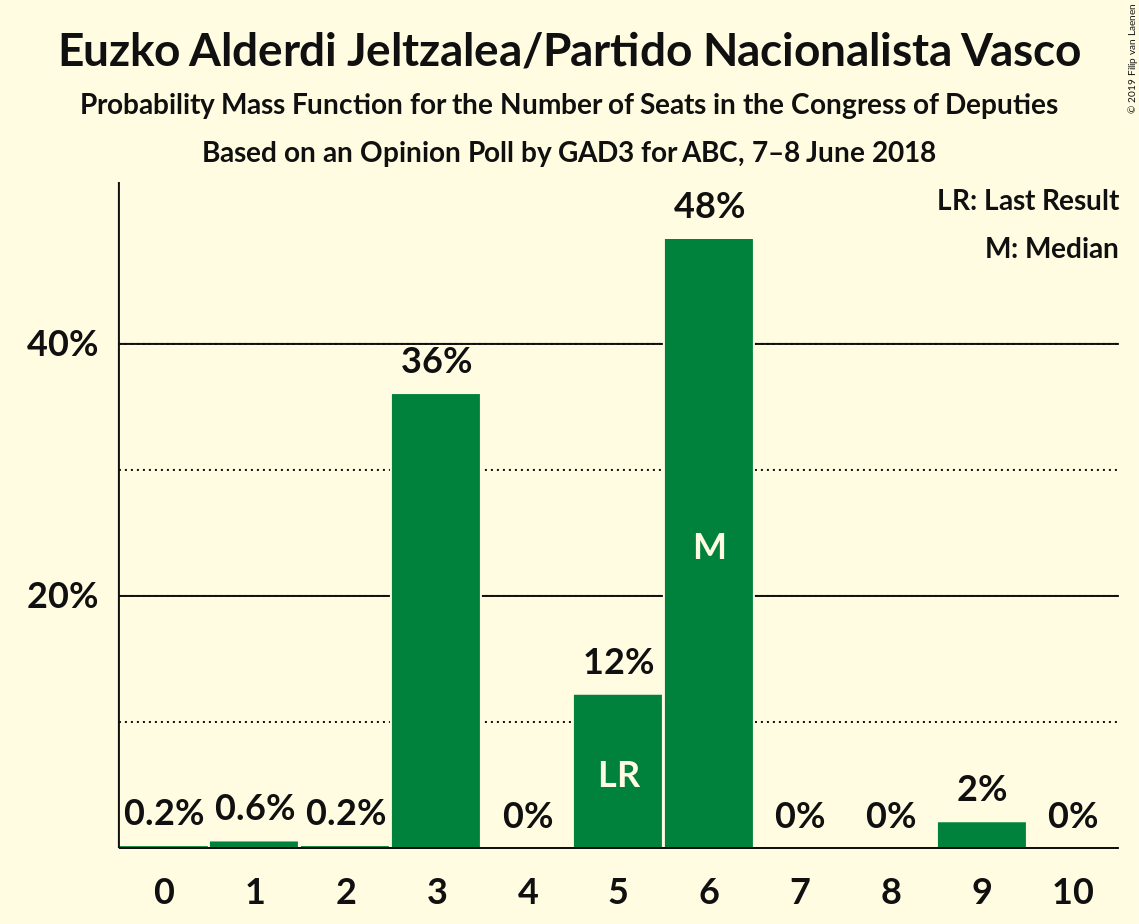 Euzko Alderdi Jeltzalea/Partido Nacionalista Vasco
Probability Mass Function for the Number of Seats in the Congress of Deputies
Based on an Opinion Poll by GAD3 for ABC, 7–8 June 2018
© 2019 Filip van Laenen
LR: Last Result
M: Median
48%
40%
36%
M
20%
12%
LR
0.2% 0.6% 0.2% 0% 0% 0% 2% 0%
0 1 2 3 4 5 6 7 8 9 10